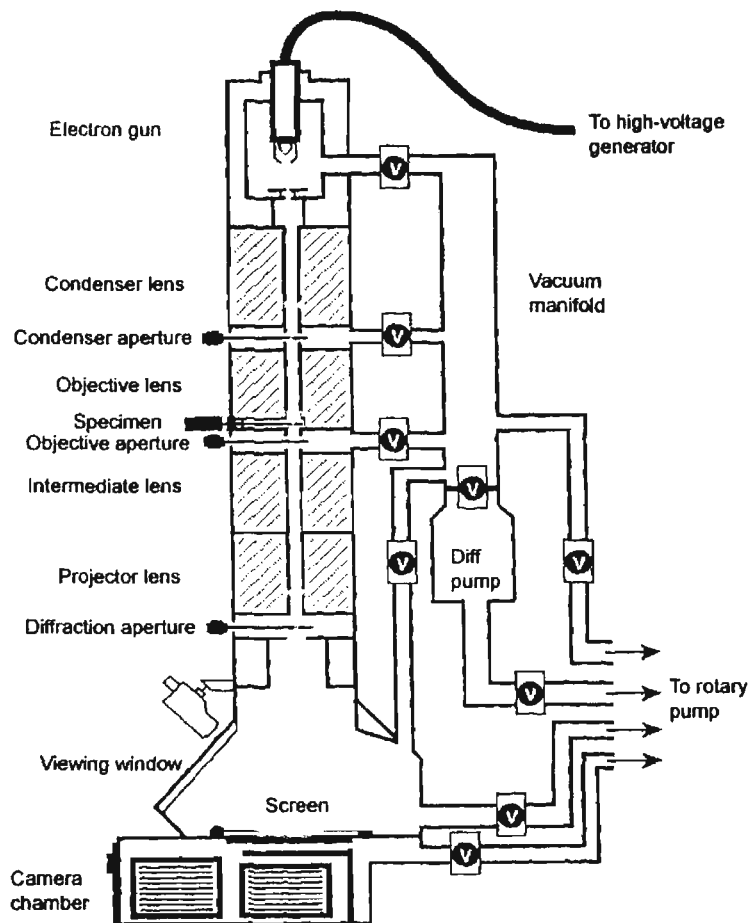 Electron gun
To high-voltage
generator
V
Condenser lens
Vacuum
manifold
Condenser aperture
V
Objective lens
Specimen
Objective aperture
V
Intermediate lens
V
V
Diff
pump
V
Projector lens
Diffraction aperture
To rotary
pump
V
Viewing window
Screen
V
V
Camera
chamber